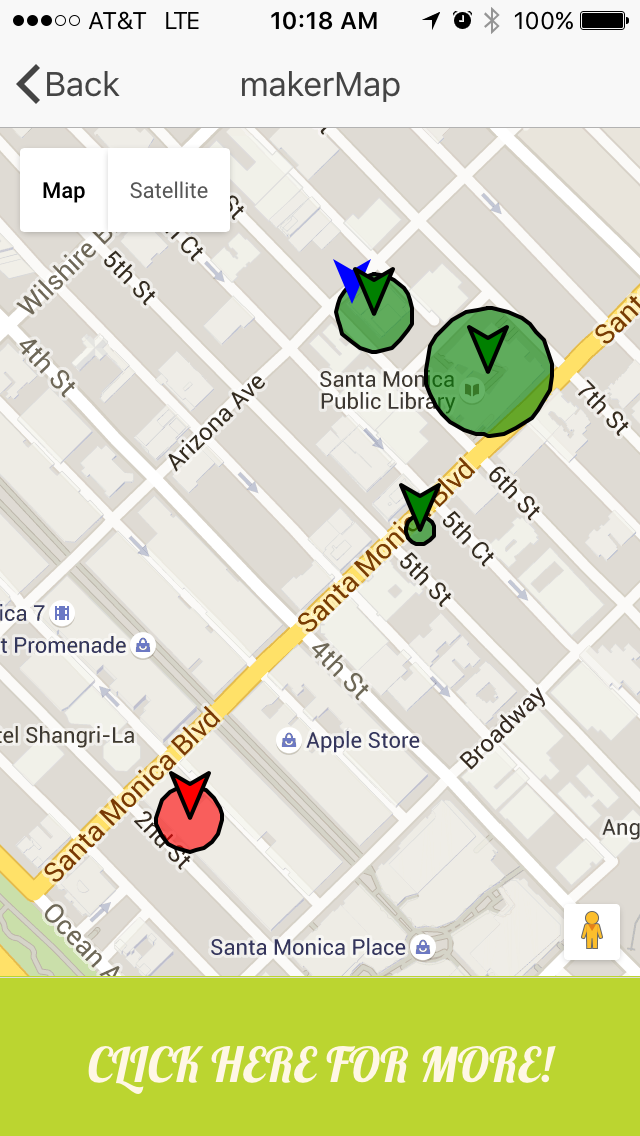 AT&T LTE 10:18 AM 100%
Back makerMap
Map Satellite
St
Ct
Wilshire B
5th St
4th St
Sant
Arizona Ave
Santa Monica
Public Library
7th St
6th St
5th Ct
5th St
Santa Monica Blvd
ica 7
t Promenade
4th St
tel Shangri-La
Apple Store
Broadway
Santa Monica Blvd
2nd St
Ang
Ocean A
Santa Monica Place
CLICK HERE FOR MORE!